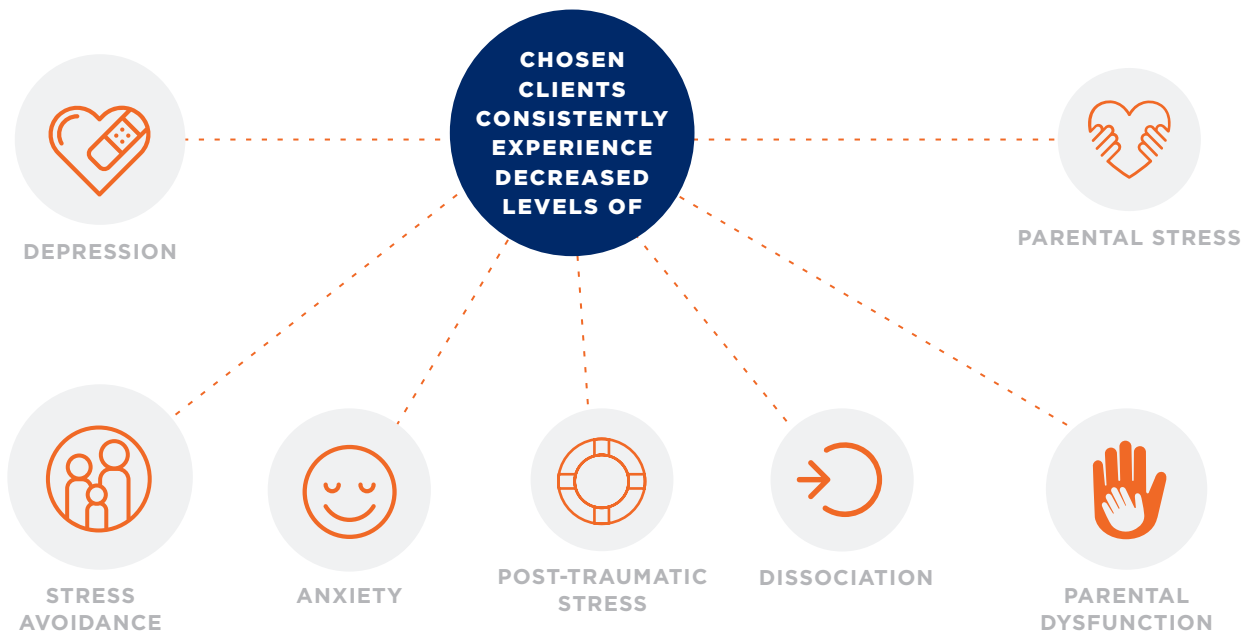 CHOSEN
CLIENTS
CONSISTENTLY
EXPERIENCE
DECREASED
LEVELS OF
DEPRESSION
PARENTAL STRESS
STRESS
AVOIDANCE
ANXIETY
POST-TRAUMATIC
STRESS
DISSOCIATION
PARENTAL
DYSFUNCTION